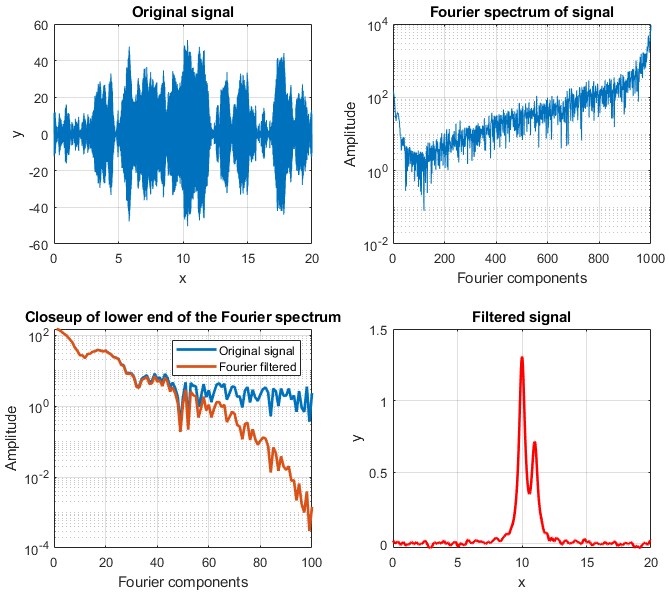 Original signal
60
40
20
0
-20
-40
-60
y
0 5 10 15 20
x
Fourier spectrum of signal
10^4
10^2
10^0
10^-2
Amplitude
0 200 400 600 800 1000
Fourier components
Closeup of lower end of the Fourier spectrum
10^2
10^0
10^-2
10^-4
Amplitude
Original signal
Fourier filtered
0 20 40 60 80 100
Fourier components
Filtered signal
1.5
1
0.5
0
y
0 5 10 15 20
x